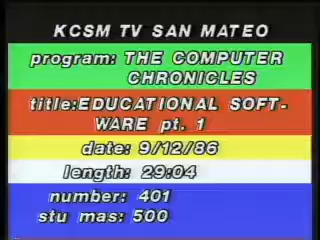 KCSM TV SAN MATEO
program: THE COMPUTER
CHRONICLES
title:EDUCATIONAL SOFT-
WARE pt. 1
date: 9/12/86
length: 29:04
number: 401
stu mas: 500